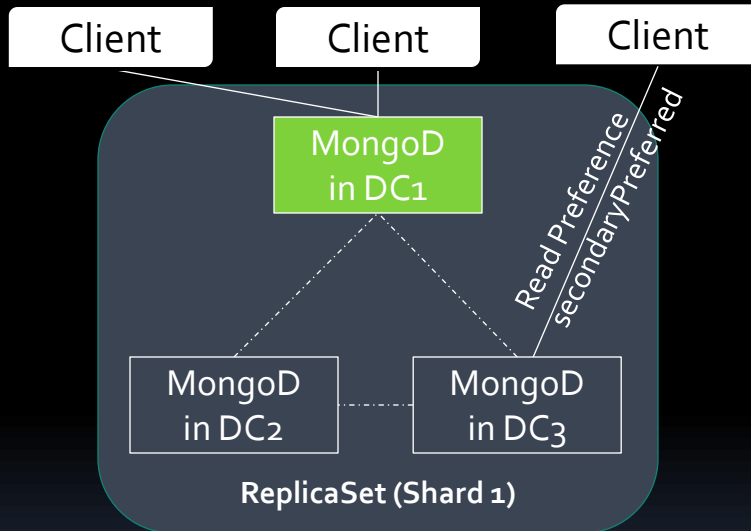 Client
Client
Client
MongoD
in DC1
Read Preference
secondaryPreferred
MongoD
in DC2
MongoD
in DC3
ReplicaSet (Shard 1)